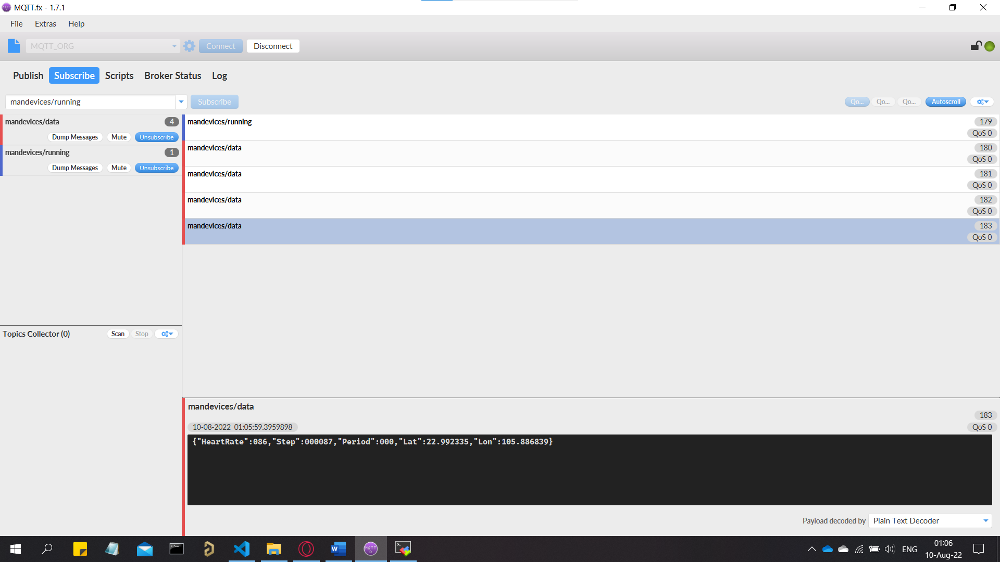 MQTT.fx - 1.7.1
File Extras Help
MQTT_ORG Connect Disconnect
Publish Subscribe Scripts Broker Status Log
mandevices/running Subscribe Qo... Qo... Qo... Autoscroll
mandevices/data 4
Dump Messages Mute Unsubscribe
mandevices/running 1
Dump Messages Mute Unsubscribe
mandevices/running 179
QoS 0
mandevices/data 180
QoS 0
mandevices/data 181
QoS 0
mandevices/data 182
QoS 0
mandevices/data 183
QoS 0
Topics Collector (0) Scan Stop
mandevices/data
183
10-08-2022 01:05:59.3959898 QoS 0
{"HeartRate":086,"Step":000087,"Period":000,"Lat":22.992335,"Lon":105.886839}
Payload decoded by Plain Text Decoder
ENG
01:06
10-Aug-22